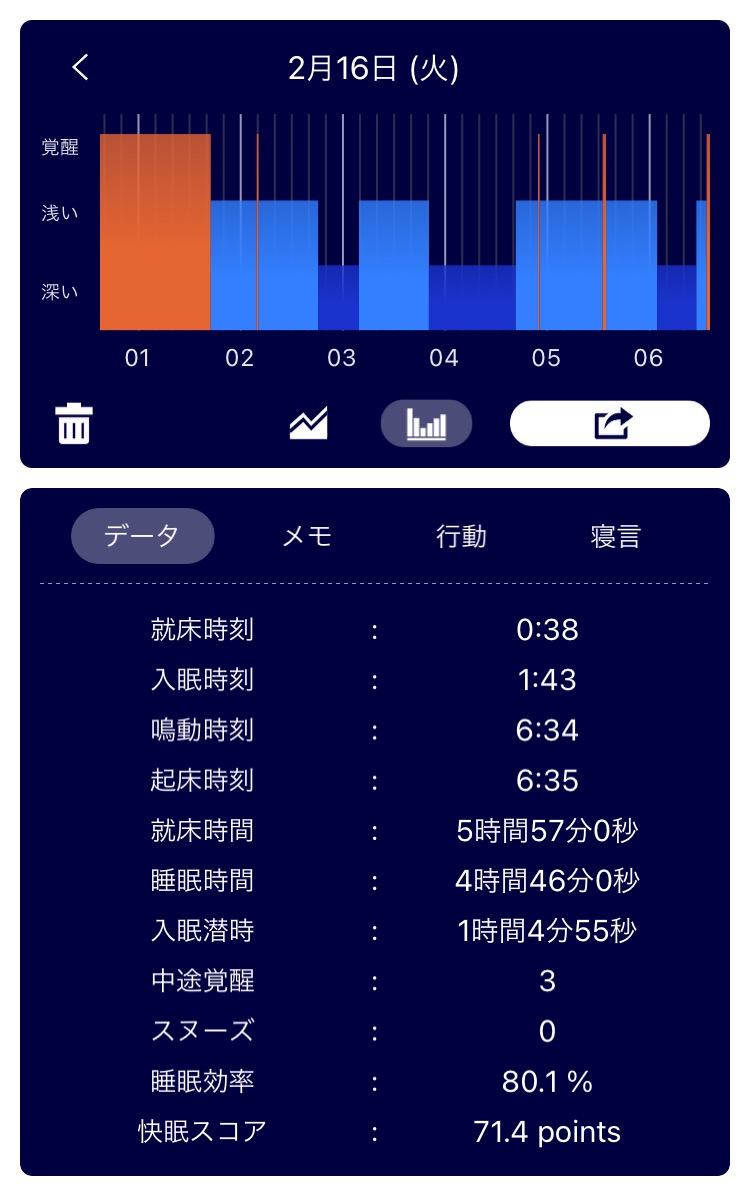 2月16日 (火)
覚醒
浅い
深い
01 02 03 04 05 06
データ メモ 行動 寝言
就床時刻 : 0:38
入眠時刻 : 1:43
鳴動時刻 : 6:34
起床時刻 : 6:35
就床時間 : 5時間57分0秒
睡眠時間 : 4時間46分0秒
入眠潜時 : 1時間4分55秒
中途覚醒 : 3
スヌーズ : 0
睡眠効率 : 80.1 %
快眠スコア : 71.4 points